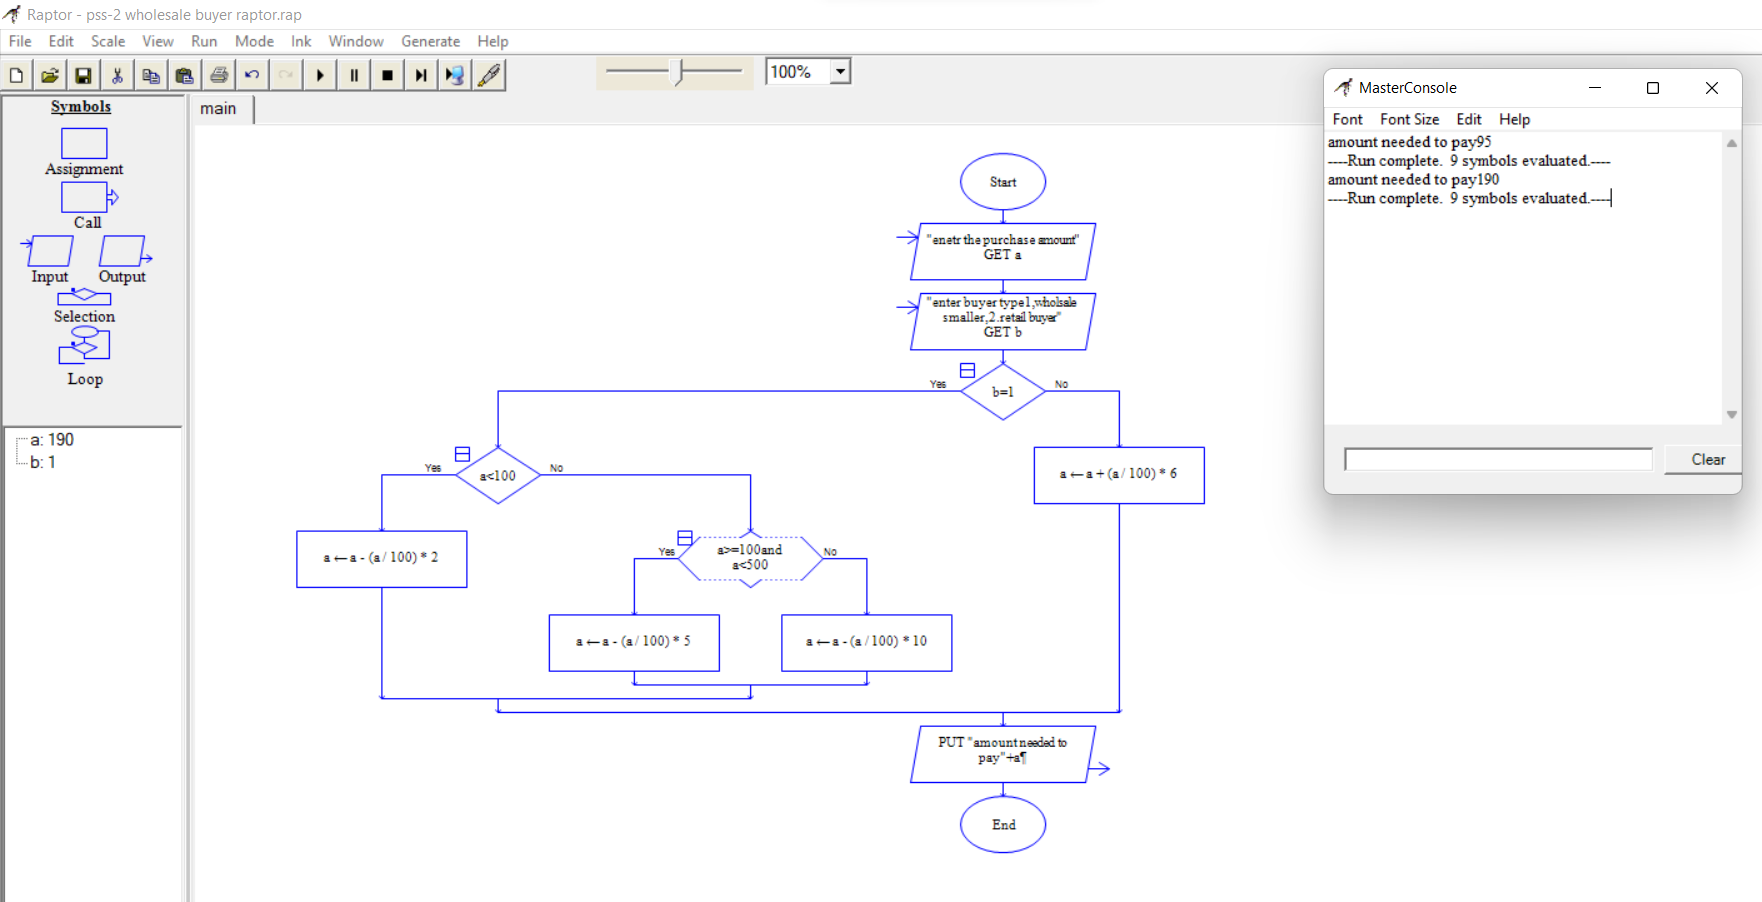 Raptor - pss-2 wholesale buyer raptor.rap
File Edit Scale View Run Mode Ink Window Generate Help
100%
Symbols
Assignment
Call
Input Output
Selection
Loop
a: 190
b: 1
main
Start
"enetr the purchase amount"
GET a
"enter buyer type1,wholsale
smaller,2.retail buyer"
GET b
Yes
b=1
No
Yes
a<100
No
a ← a + (a / 100) * 6
a ← a - (a / 100) * 2
Yes
a>=100and
a<500
No
a ← a - (a / 100) * 5
a ← a - (a / 100) * 10
PUT "amount needed to
pay"+a¶
End
MasterConsole
Font Font Size Edit Help
amount needed to pay95
----Run complete. 9 symbols evaluated.----
amount needed to pay190
----Run complete. 9 symbols evaluated.----
Clear